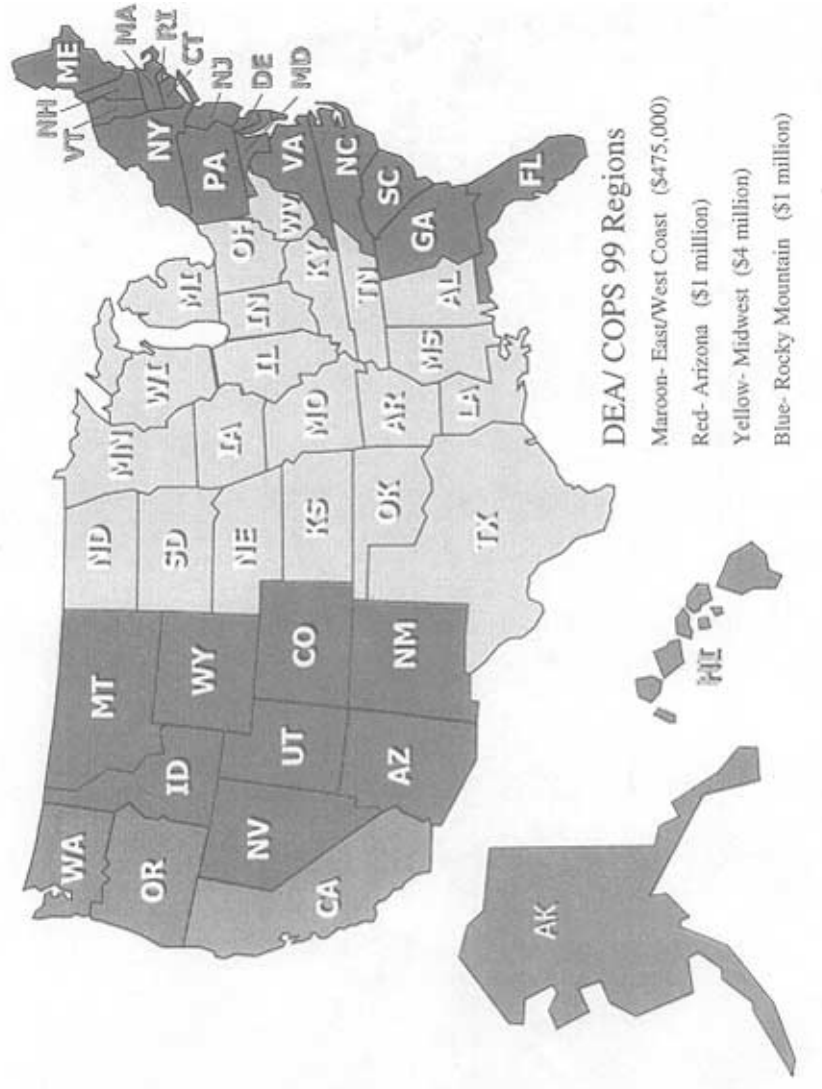 WA
OR
CA
NV
ID
MT
WY
UT
CO
AZ
NM
ND
SD
NE
KS
OK
TX
MN
IA
MO
AR
LA
WI
IL
MI
IN
OH
KY
TN
MS
AL
WV
GA
FL
SC
NC
VA
PA
NY
VT
NH
ME
MA
RI
CT
NJ
DE
MD
AK
HI
DEA/ COPS 99 Regions
Maroon- East/West Coast ($475,000)
Red- Arizona ($1 million)
Yellow- Midwest ($4 million)
Blue- Rocky Mountain ($1 million)